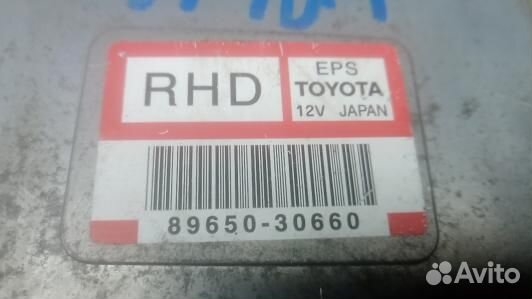 RHD
EPS
TOYOTA
12V JAPAN
89650-30660
Avito